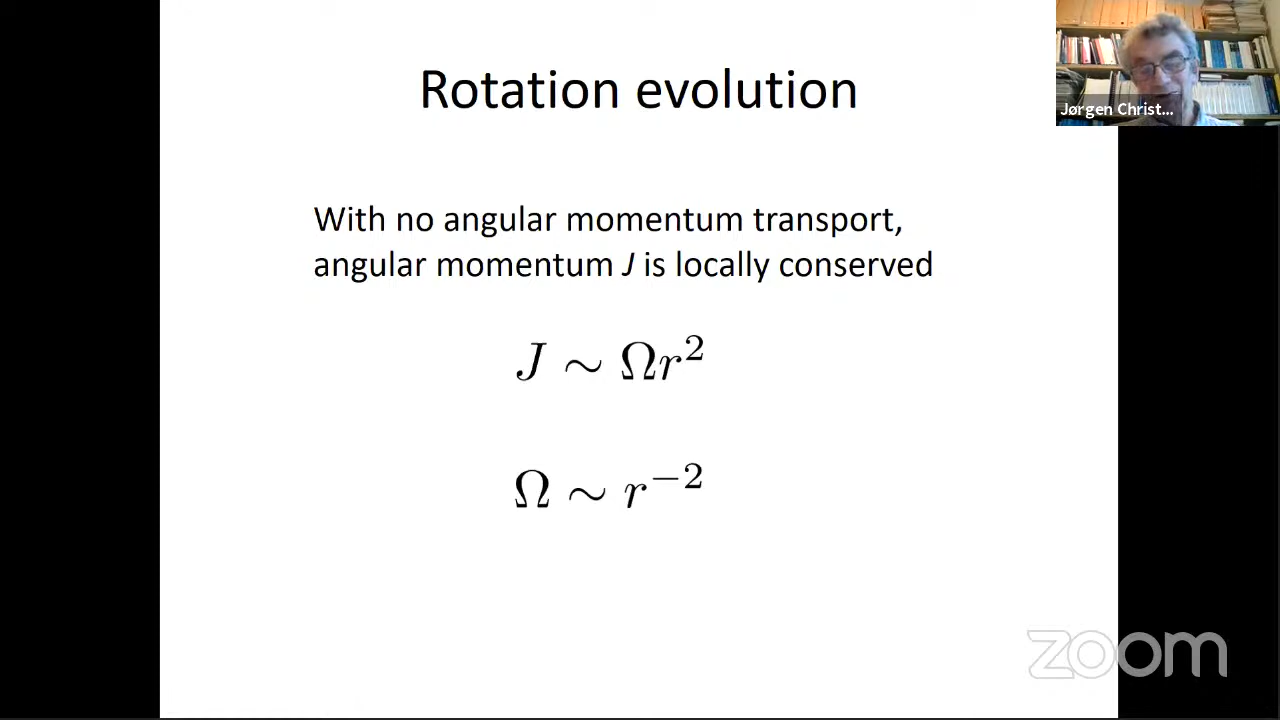 Rotation evolution
Jørgen Christ...
With no angular momentum transport,
angular momentum J is locally conserved
J ∼ Ωr²
Ω ∼ r⁻²
zoom